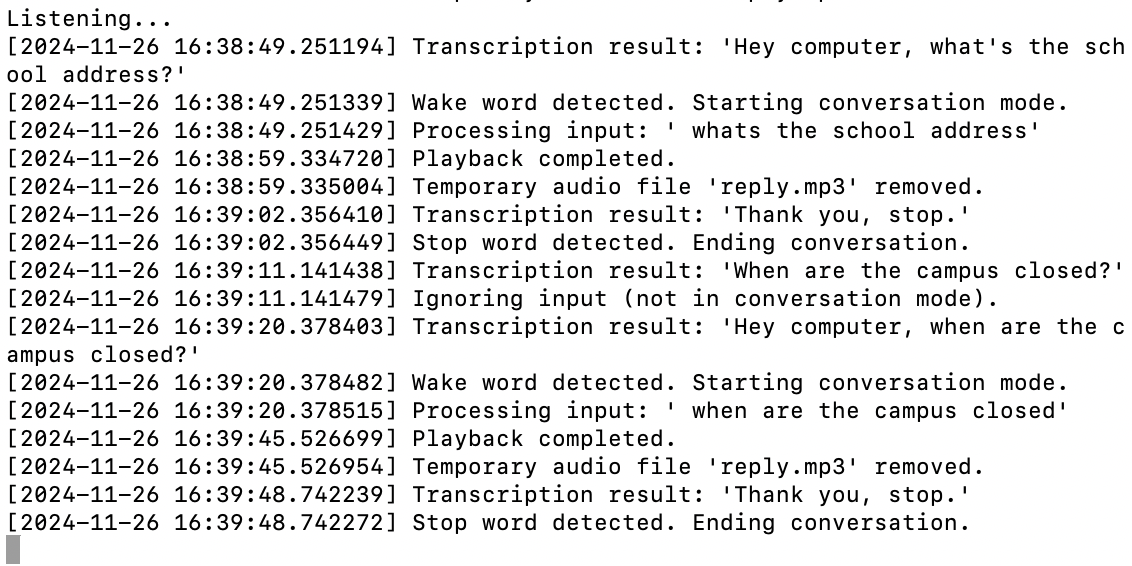 Listening...
[2024-11-26 16:38:49.251194] Transcription result: 'Hey computer, what's the sch
ool address?'
[2024-11-26 16:38:49.251339] Wake word detected. Starting conversation mode.
[2024-11-26 16:38:49.251429] Processing input: ' whats the school address'
[2024-11-26 16:38:59.334720] Playback completed.
[2024-11-26 16:38:59.335004] Temporary audio file 'reply.mp3' removed.
[2024-11-26 16:39:02.356410] Transcription result: 'Thank you, stop.'
[2024-11-26 16:39:02.356449] Stop word detected. Ending conversation.
[2024-11-26 16:39:11.141438] Transcription result: 'When are the campus closed?'
[2024-11-26 16:39:11.141479] Ignoring input (not in conversation mode).
[2024-11-26 16:39:20.378403] Transcription result: 'Hey computer, when are the c
ampus closed?'
[2024-11-26 16:39:20.378482] Wake word detected. Starting conversation mode.
[2024-11-26 16:39:20.378515] Processing input: ' when are the campus closed'
[2024-11-26 16:39:45.526699] Playback completed.
[2024-11-26 16:39:45.526954] Temporary audio file 'reply.mp3' removed.
[2024-11-26 16:39:48.742239] Transcription result: 'Thank you, stop.'
[2024-11-26 16:39:48.742272] Stop word detected. Ending conversation.